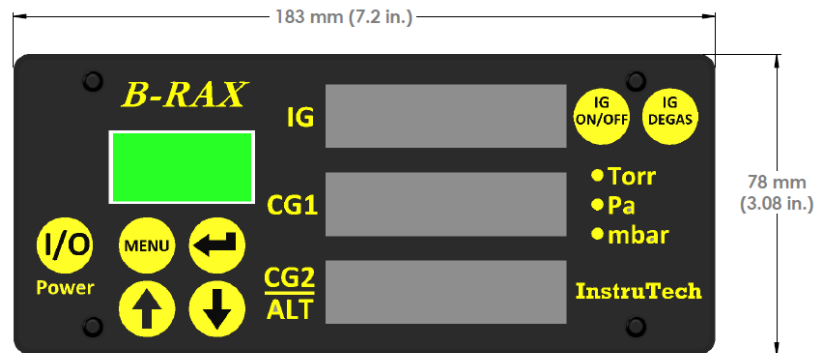 183 mm (7.2 in.)
B-RAX
IG
IG
ON/OFF
IG
DEGAS
CG1
Torr
Pa
mbar
78 mm
(3.08 in.)
I/O
Power
MENU
CG2
ALT
InstruTech